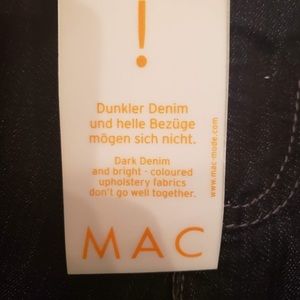 !
Dunkler Denim
und helle Bezüge
mögen sich nicht.
Dark Denim
and bright - coloured
upholstery fabrics
don't go well together.
www.mac-mode.com
MAC